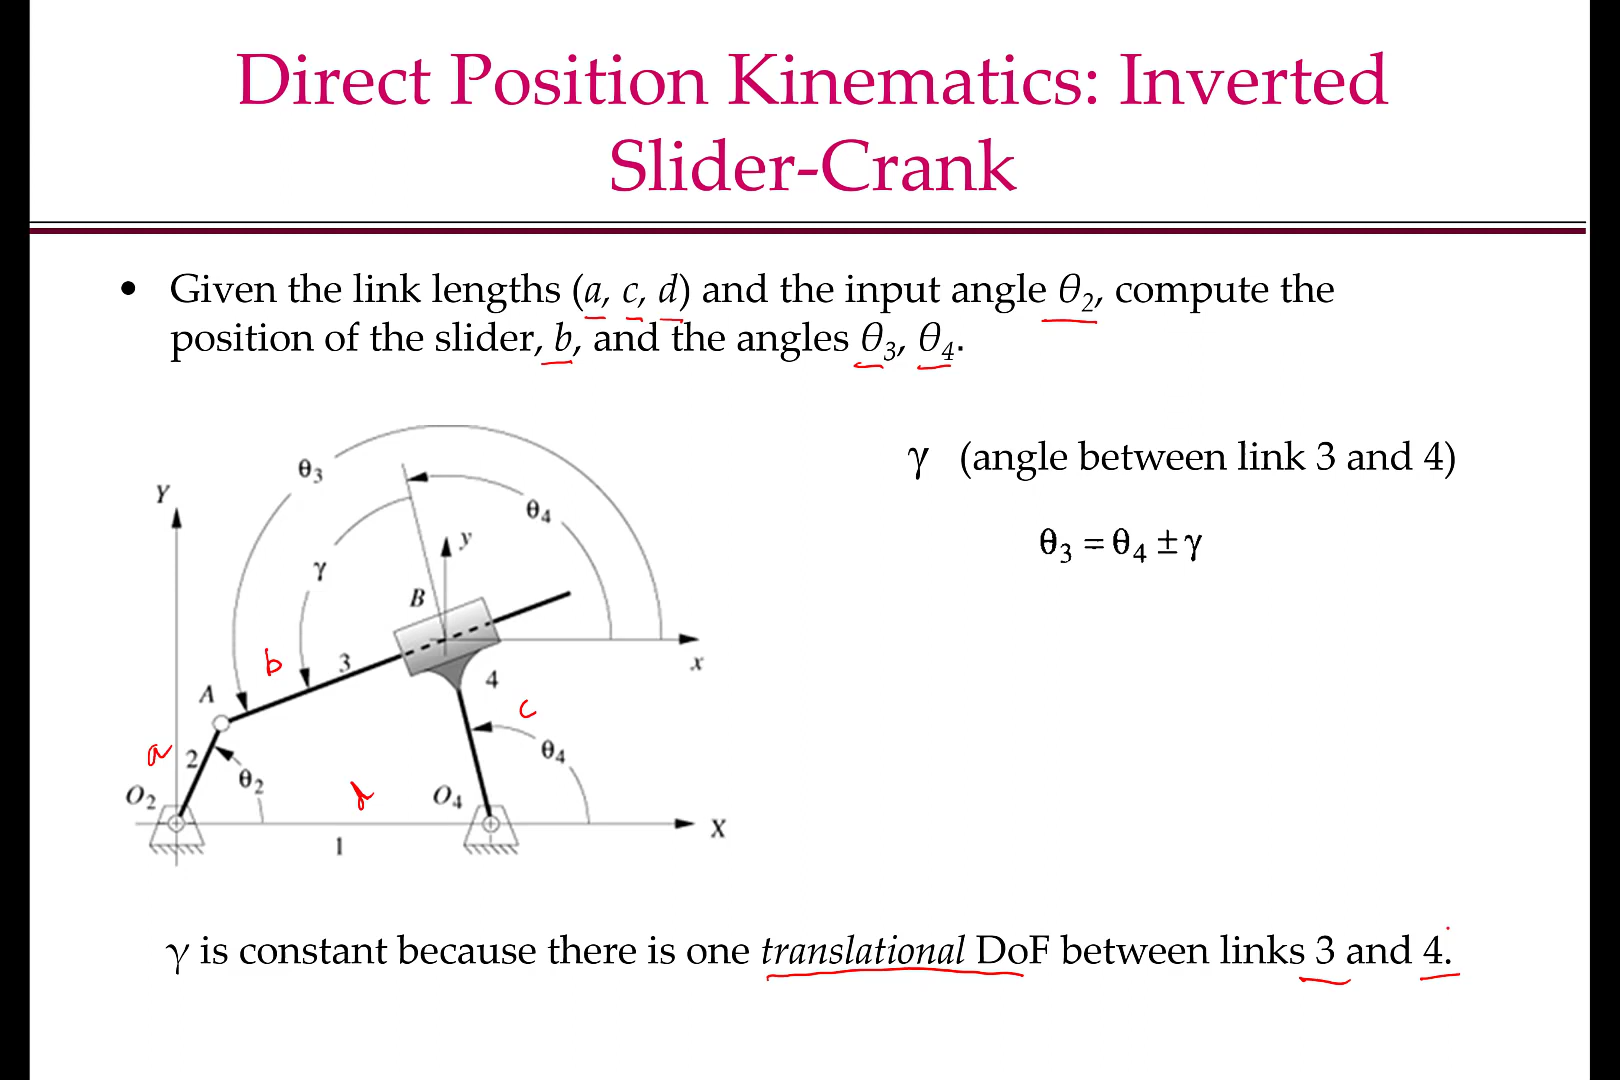 Direct Position Kinematics: Inverted
Slider-Crank
• Given the link lengths (a, c, d) and the input angle θ₂, compute the
position of the slider, b, and the angles θ₃, θ₄.
γ (angle between link 3 and 4)
θ₃ = θ₄ ± γ
θ₃
Y
θ₄
y
γ
B
b
3
x
A
4
c
a
2
θ₂
θ₄
d
O₂
O₄
X
1
γ is constant because there is one translational DoF between links 3 and 4.